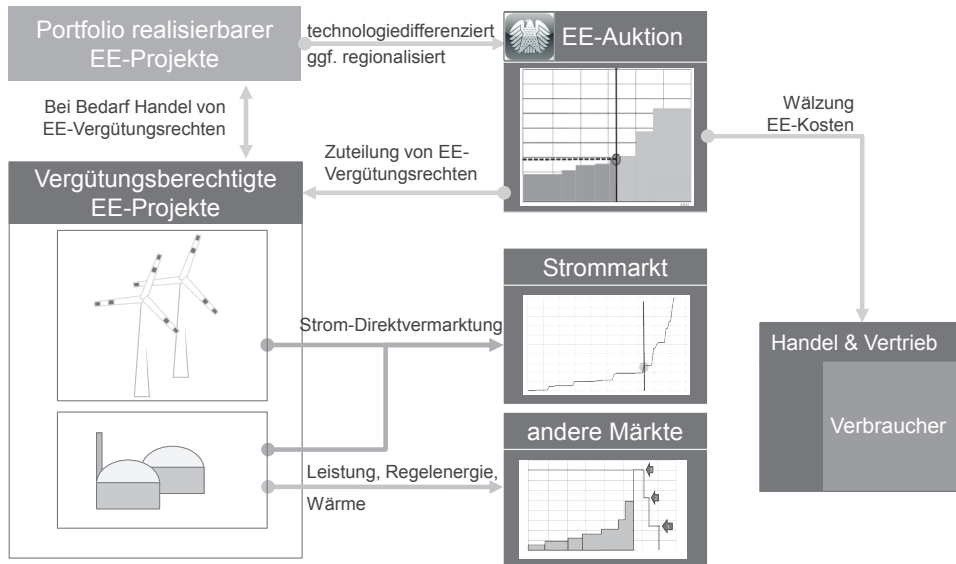 Portfolio realisierbarer
EE-Projekte
technologiedifferenziert
ggf. regionalisiert
EE-Auktion
Bei Bedarf Handel von
EE-Vergütungsrechten
Zuteilung von EE-
Vergütungsrechten
Wälzung
EE-Kosten
Vergütungsberechtigte
EE-Projekte
Strommarkt
Strom-Direktvermarktung
Handel & Vertrieb
Verbraucher
andere Märkte
Leistung, Regelenergie,
Wärme